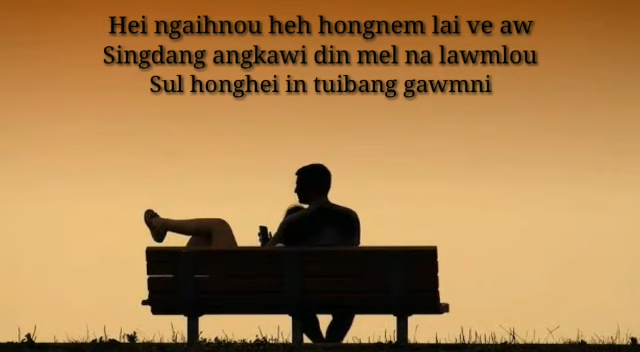 Hei ngaihnou heh hongnem lai ve aw
Singdang angkawi din mel na lawmlou
Sul honghei in tuibang gawmni